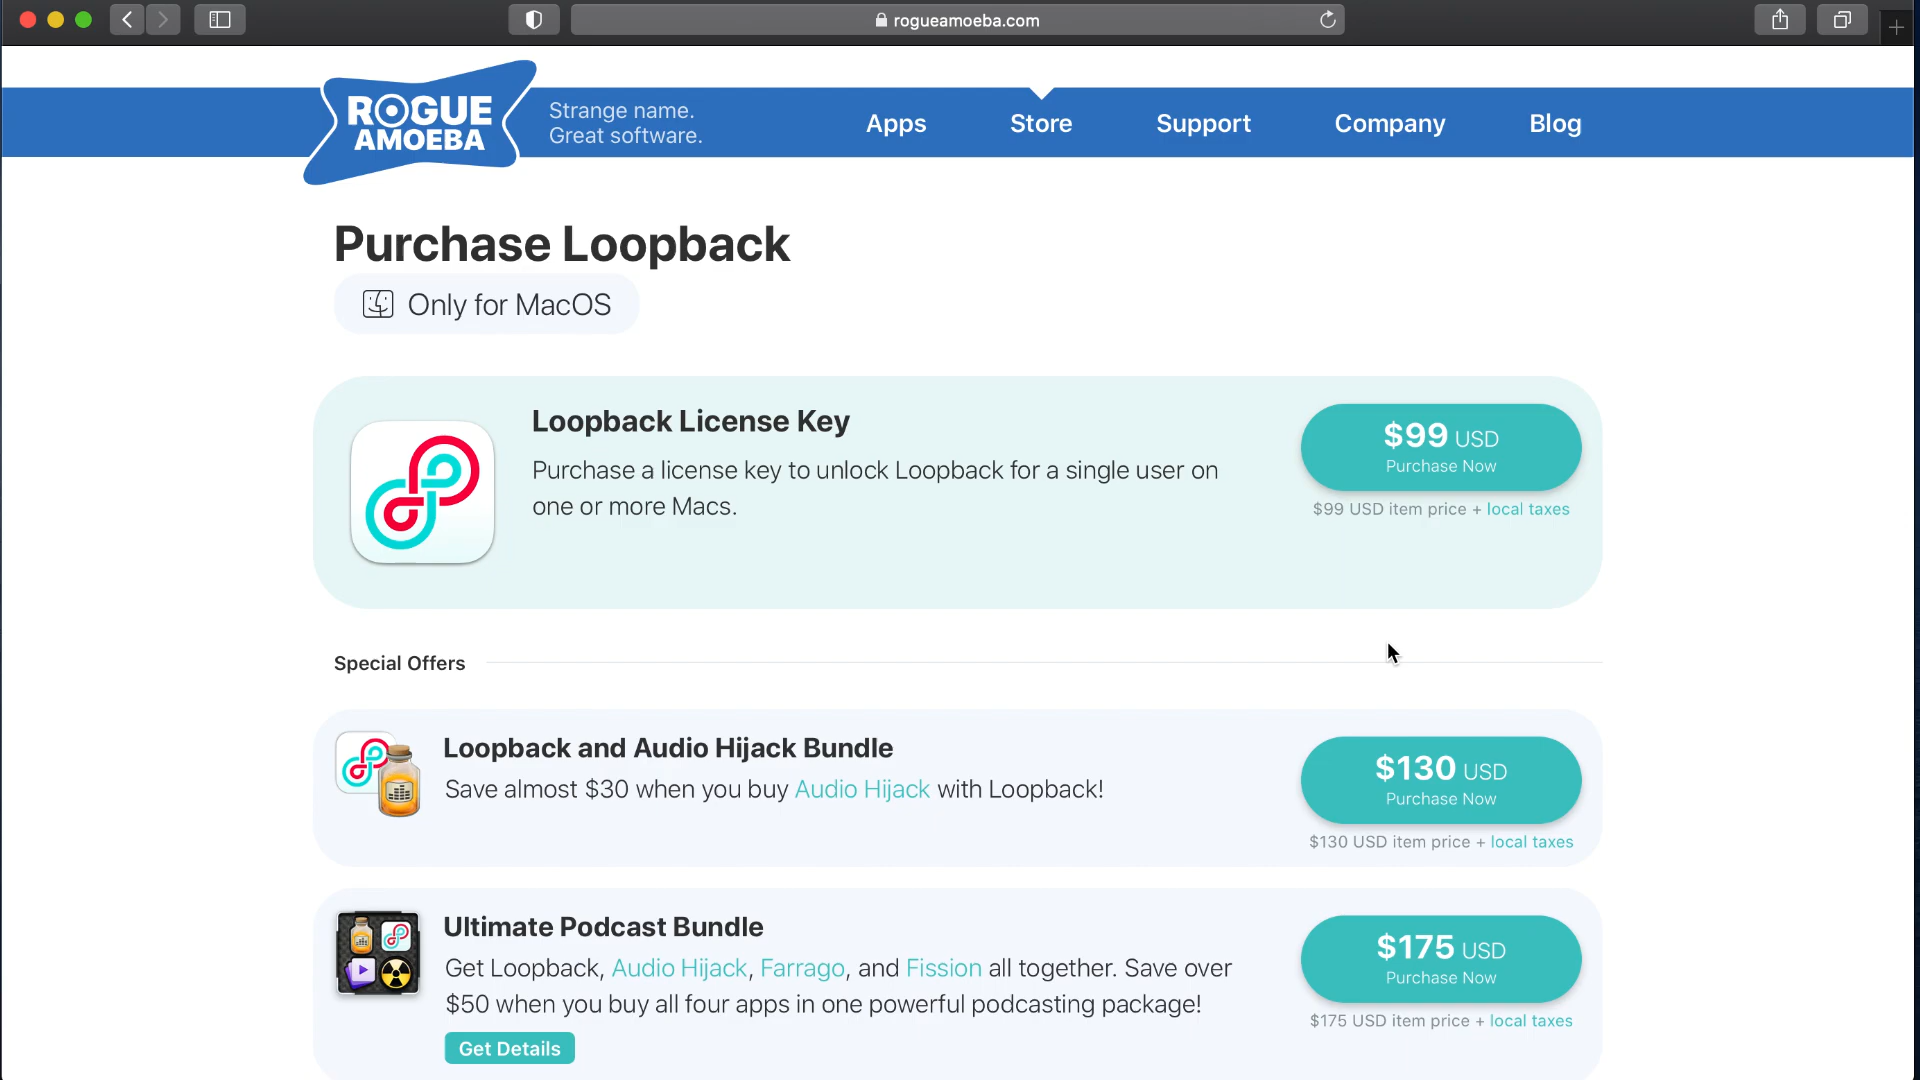 rogueamoeba.com
ROGUE
AMOEBA
Strange name.
Great software.
Apps
Store
Support
Company
Blog
Purchase Loopback
Only for MacOS
Loopback License Key
Purchase a license key to unlock Loopback for a single user on
one or more Macs.
$99 USD
Purchase Now
$99 USD item price + local taxes
Special Offers
Loopback and Audio Hijack Bundle
Save almost $30 when you buy Audio Hijack with Loopback!
$130 USD
Purchase Now
$130 USD item price + local taxes
Ultimate Podcast Bundle
Get Loopback, Audio Hijack, Farrago, and Fission all together. Save over
$50 when you buy all four apps in one powerful podcasting package!
Get Details
$175 USD
Purchase Now
$175 USD item price + local taxes